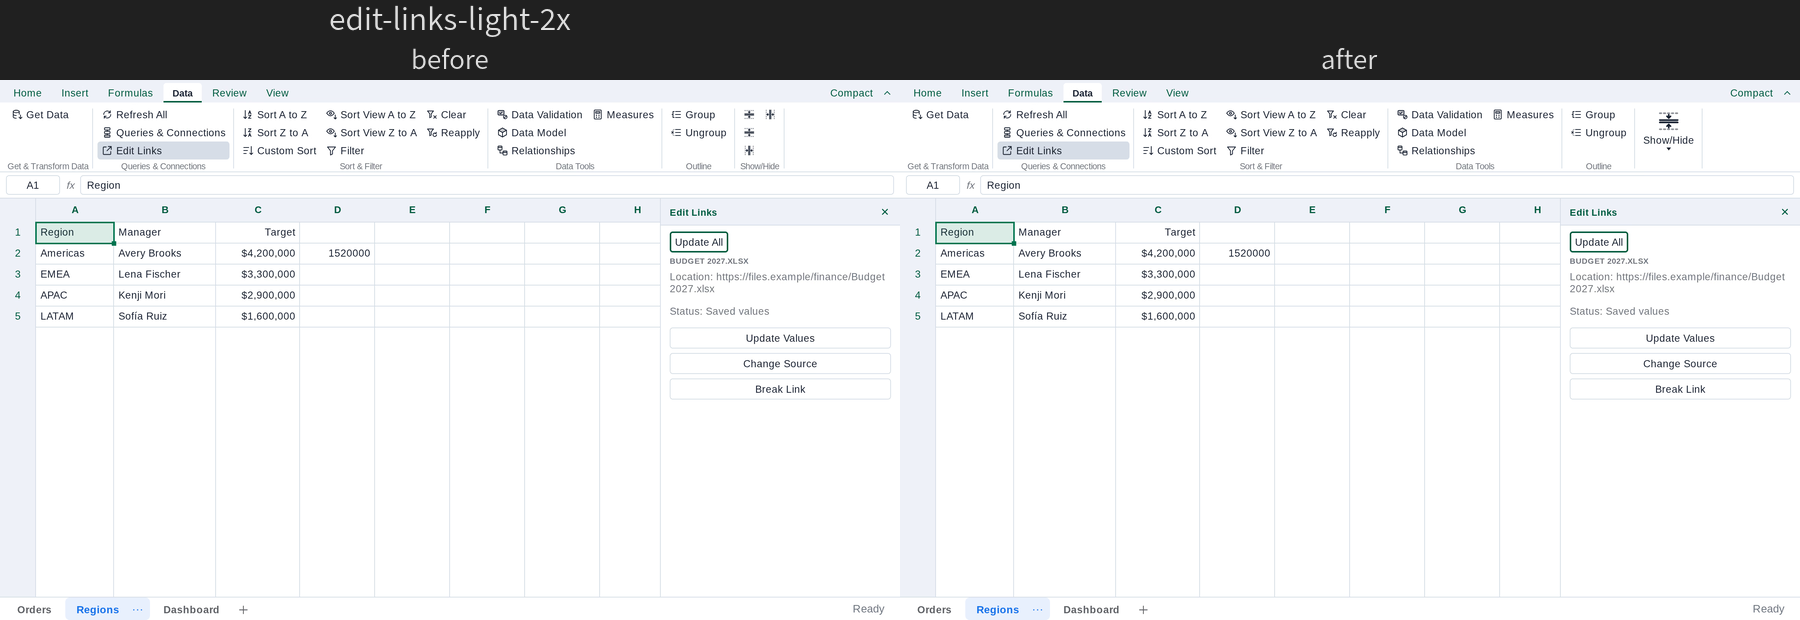 edit-links-light-2x
before
after
Home Insert Formulas Data Review View Compact
Get Data Refresh All Sort A to Z Sort View A to Z Clear Data Validation Measures Group
Queries & Connections Sort Z to A Sort View Z to A Reapply Data Model Ungroup
Edit Links Custom Sort Filter Relationships
Get & Transform Data Queries & Connections Sort & Filter Data Tools Outline Show/Hide
A1 fx Region
A B C D E F G H
1 Region Manager Target
2 Americas Avery Brooks $4,200,000 1520000
3 EMEA Lena Fischer $3,300,000
4 APAC Kenji Mori $2,900,000
5 LATAM Sofía Ruiz $1,600,000
Edit Links ×
Update All
BUDGET 2027.XLSX
Location: https://files.example/finance/Budget
2027.xlsx
Status: Saved values
Update Values
Change Source
Break Link
Orders Regions ··· Dashboard + Ready
Home Insert Formulas Data Review View Compact
Get Data Refresh All Sort A to Z Sort View A to Z Clear Data Validation Measures Group
Queries & Connections Sort Z to A Sort View Z to A Reapply Data Model Ungroup
Edit Links Custom Sort Filter Relationships
Show/Hide
Get & Transform Data Queries & Connections Sort & Filter Data Tools Outline
A1 fx Region
A B C D E F G H
1 Region Manager Target
2 Americas Avery Brooks $4,200,000 1520000
3 EMEA Lena Fischer $3,300,000
4 APAC Kenji Mori $2,900,000
5 LATAM Sofía Ruiz $1,600,000
Edit Links ×
Update All
BUDGET 2027.XLSX
Location: https://files.example/finance/Budget
2027.xlsx
Status: Saved values
Update Values
Change Source
Break Link
Orders Regions ··· Dashboard + Ready